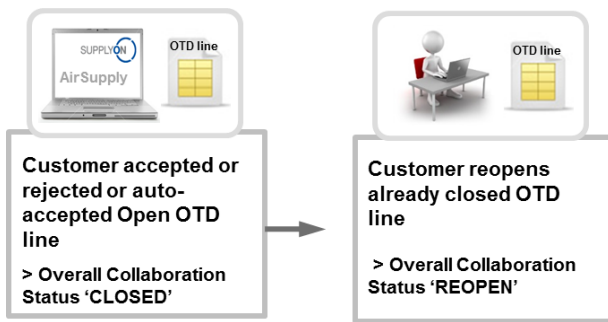 SUPPLYON
AirSupply
OTD line
Customer accepted or
rejected or auto-
accepted Open OTD
line
> Overall Collaboration
Status ‘CLOSED’
OTD line
Customer reopens
already closed OTD
line
> Overall Collaboration
Status ‘REOPEN’